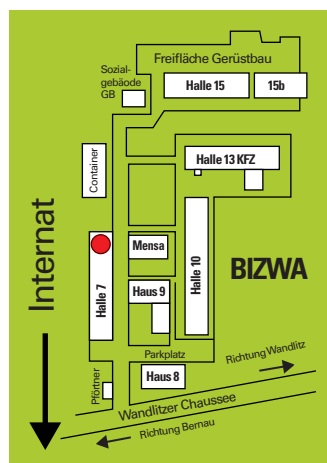 Freifläche Gerüstbau
Sozial-
gebäode
GB
Halle 15
15b
Container
Halle 13 KFZ
Internat
Halle 7
Mensa
Halle 10
BIZWA
Haus 9
Parkplatz
Pförtner
Haus 8
Richtung Wandlitz
Wandlitzer Chaussee
Richtung Bernau